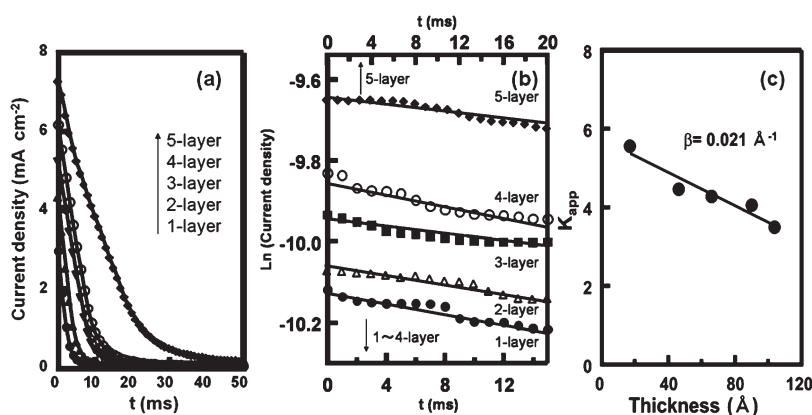 (a)
8
6
4
2
0
Current density (mA cm-2)
5-layer
4-layer
3-layer
2-layer
1-layer
0 10 20 30 40 50
t (ms)
t (ms)
0 4 8 12 16 20
(b)
-9.6
-9.8
-10.0
-10.2
Ln (Current density)
5-layer
5-layer
4-layer
3-layer
2-layer
1-layer
1~4-layer
0 4 8 12
t (ms)
(c)
8
6
4
2
0
Kapp
β= 0.021 Å-1
0 40 80 120
Thickness (Å)